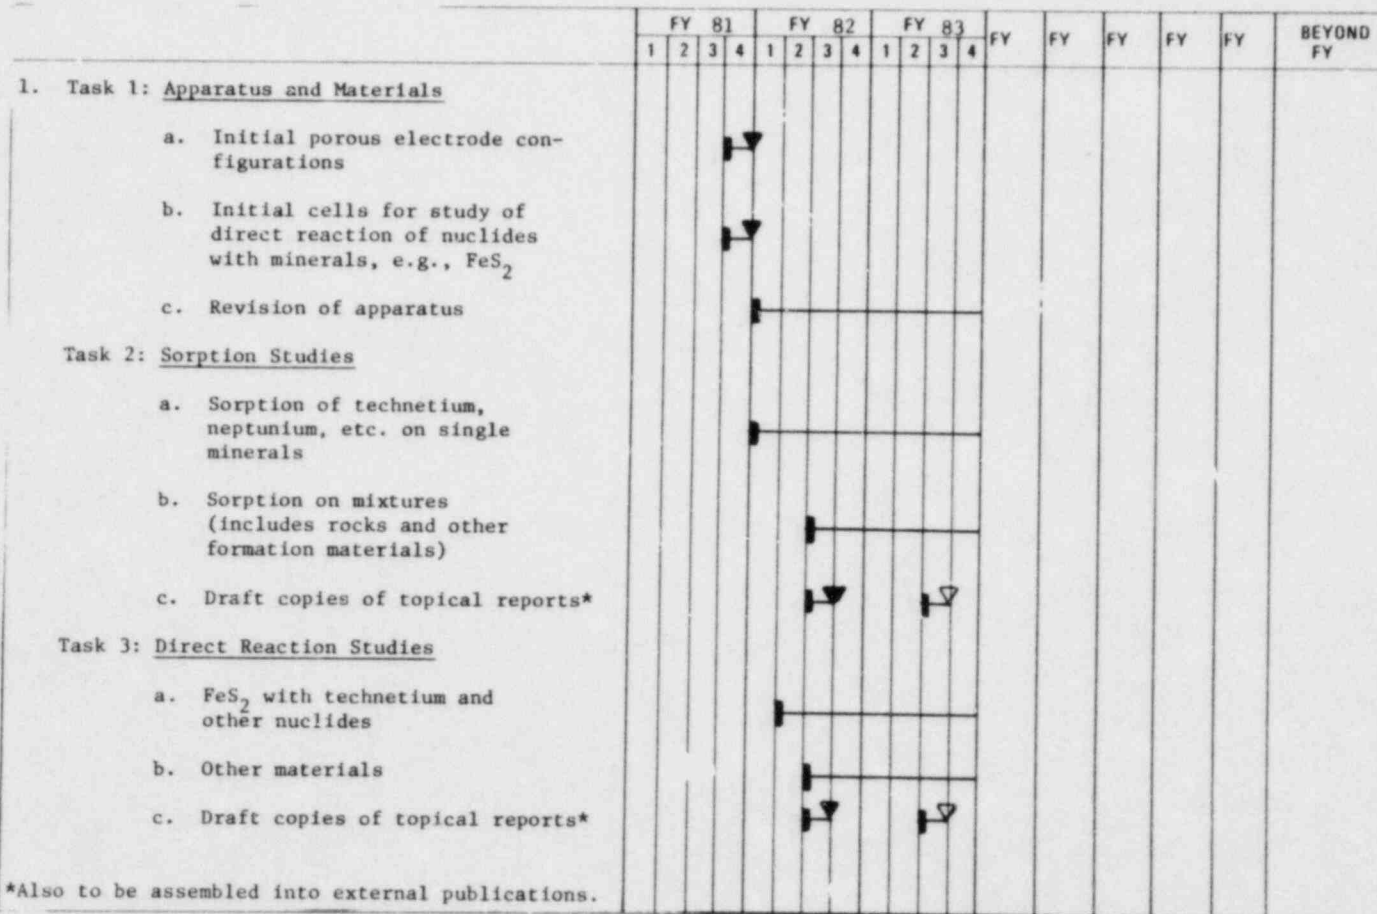 FY 81 FY 82 FY 83 FY FY FY FY FY BEYOND FY
1 2 3 4 1 2 3 4 1 2 3 4
1. Task 1: Apparatus and Materials
a. Initial porous electrode con-
figurations
b. Initial cells for study of
direct reaction of nuclides
with minerals, e.g., FeS2
c. Revision of apparatus
Task 2: Sorption Studies
a. Sorption of technetium,
neptunium, etc. on single
minerals
b. Sorption on mixtures
(includes rocks and other
formation materials)
c. Draft copies of topical reports*
Task 3: Direct Reaction Studies
a. FeS2 with technetium and
other nuclides
b. Other materials
c. Draft copies of topical reports*
*Also to be assembled into external publications.